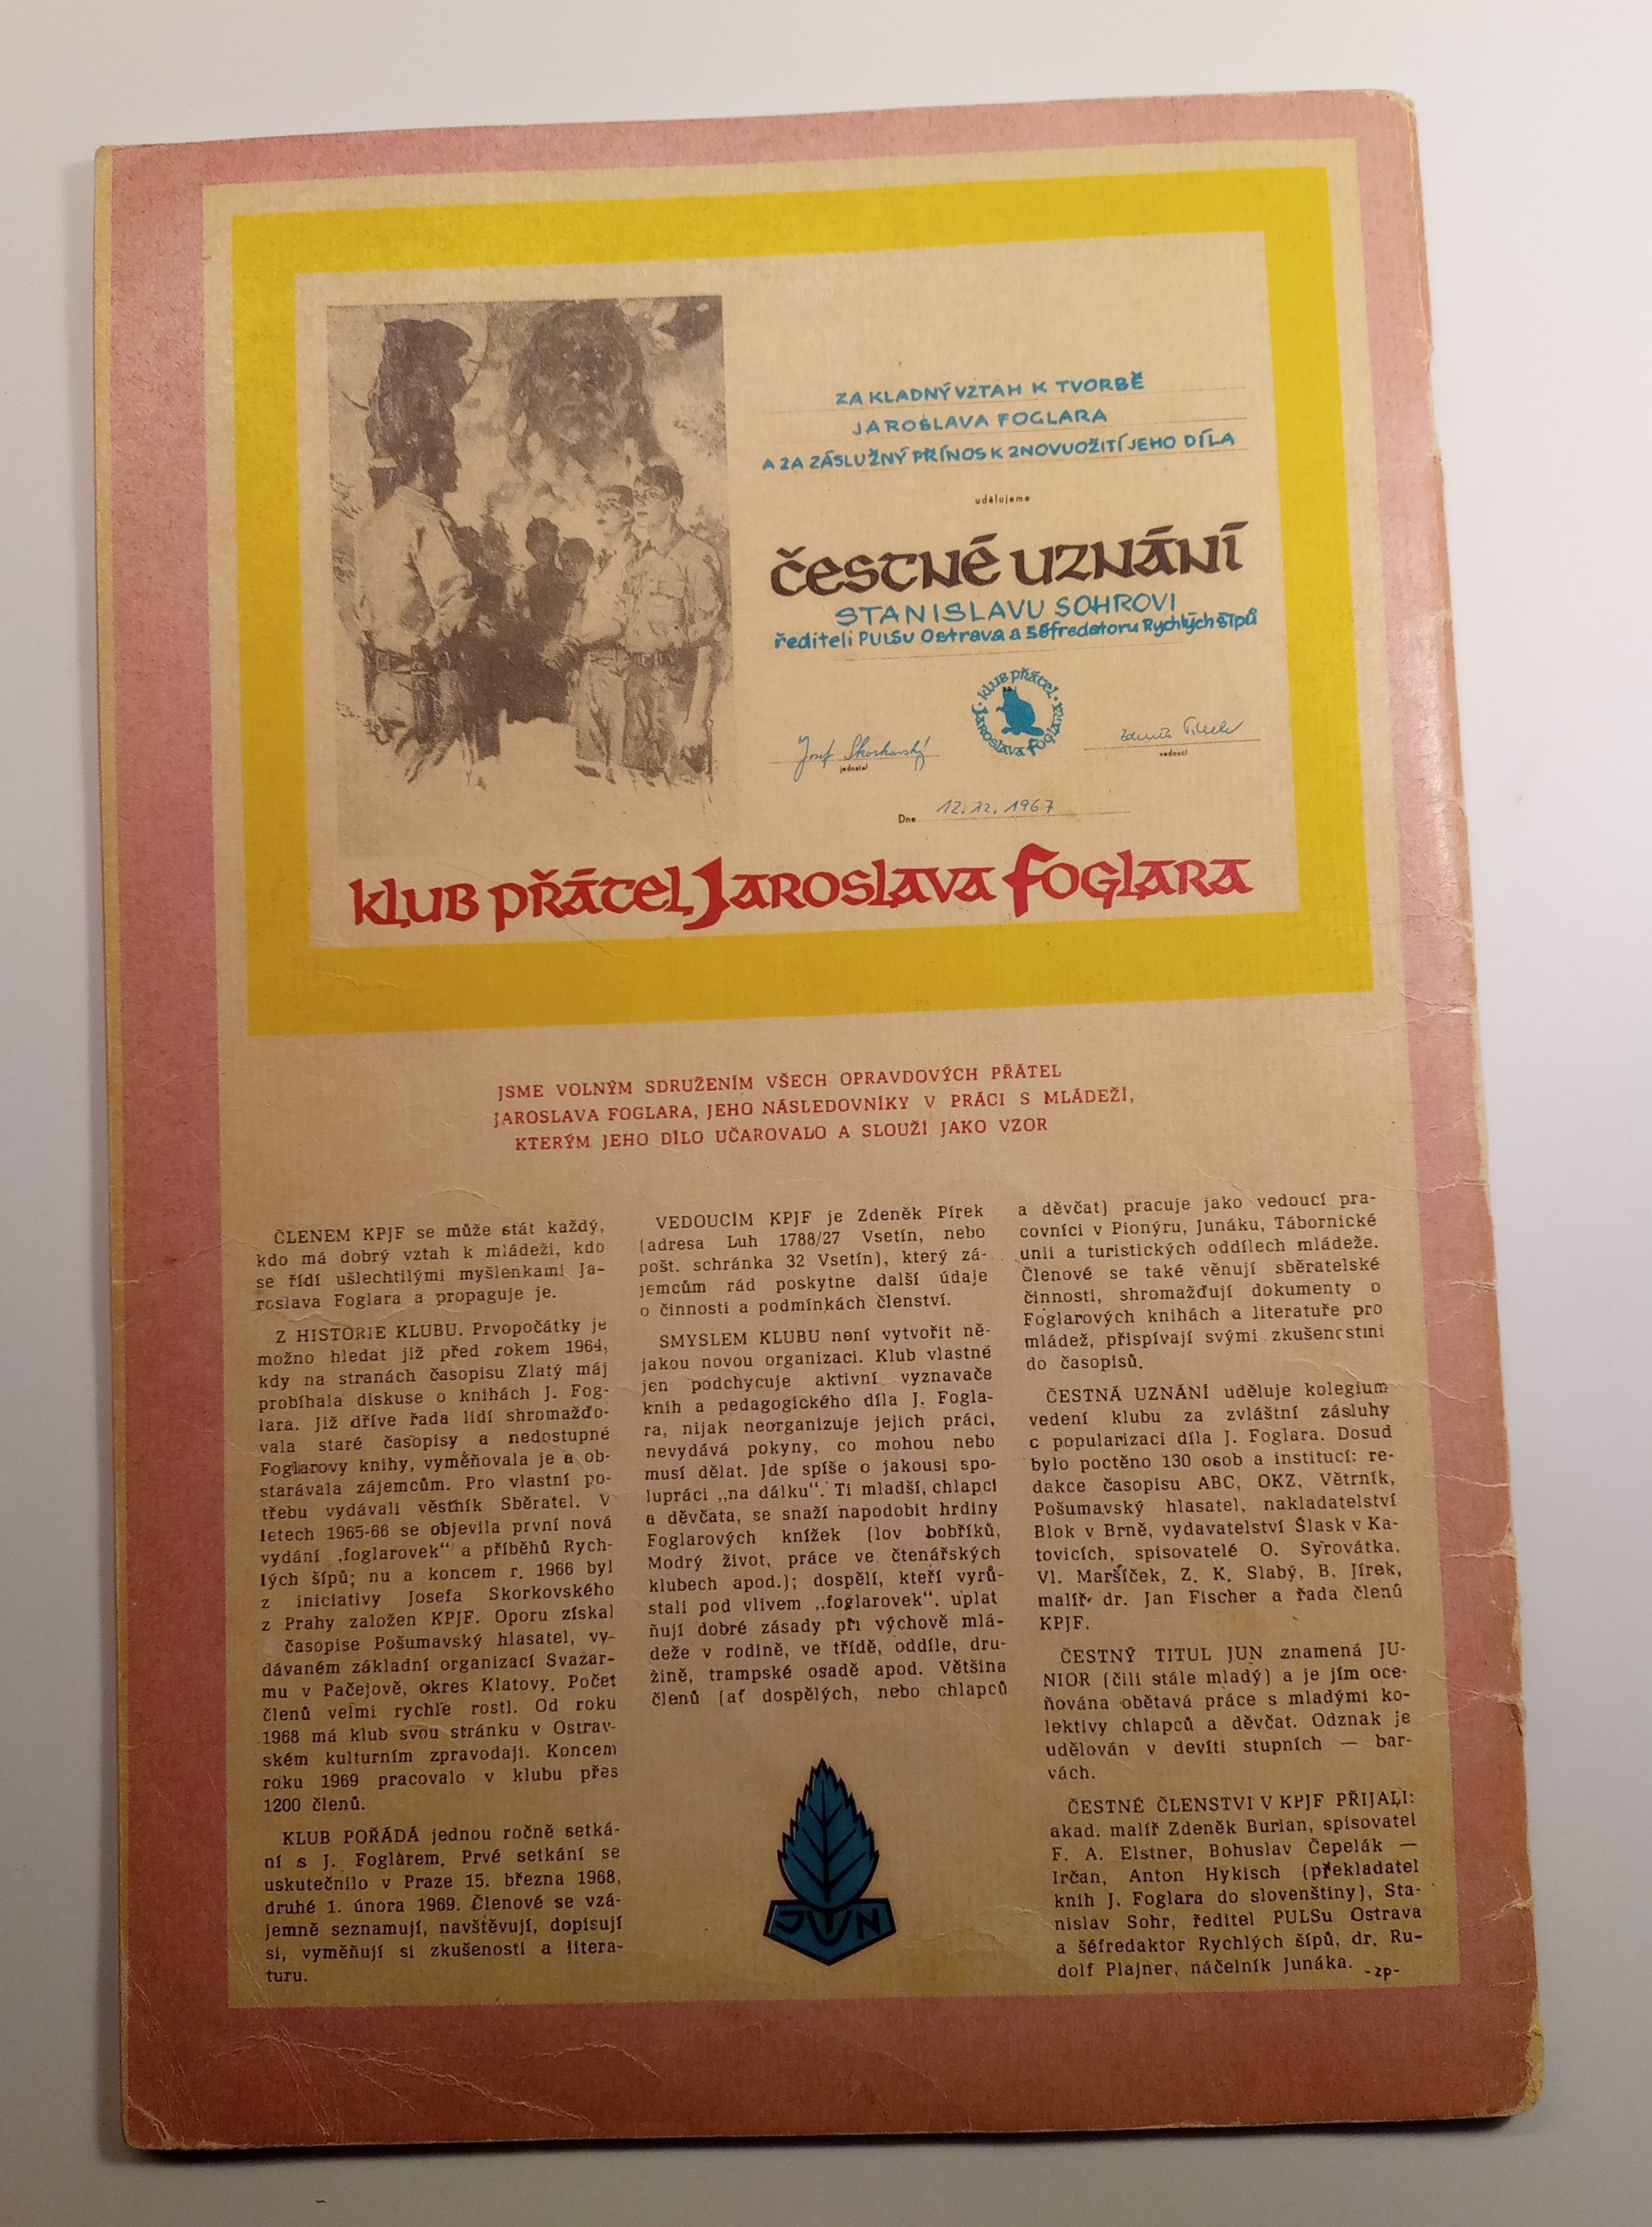 ZA KLADNÝ VZTAH K TVORBĚ
JAROSLAVA FOGLARA
A ZA ZÁSLUŽNÝ PŘÍNOS K ZNOVUOŽITÍ JEHO DÍLA
udělujeme
ČESTNÉ UZNÁNÍ
STANISLAVU SOHROVI
řediteli PULSu Ostrava a šéfredaktoru Rychlých šípů
klub přátel Jaroslava Foglara
Josef Skorkovský
jednatel
vedoucí
Dne 12. 12. 1967
klub přátel Jaroslava Foglara
JSME VOLNÝM SDRUŽENÍM VŠECH OPRAVDOVÝCH PŘÁTEL
JAROSLAVA FOGLARA, JEHO NÁSLEDOVNÍKY V PRÁCI S MLÁDEŽÍ,
KTERÝM JEHO DÍLO UČAROVALO A SLOUŽÍ JAKO VZOR
ČLENEM KPJF se může stát každý,
kdo má dobrý vztah k mládeži, kdo
se řídí ušlechtilými myšlenkami Ja-
roslava Foglara a propaguje je.
Z HISTORIE KLUBU. Prvopočátky je
možno hledat již před rokem 1964,
kdy na stranách časopisu Zlatý máj
probíhala diskuse o knihách J. Fog-
lara. Již dříve řada lidí shromažďo-
vala staré časopisy a nedostupné
Foglarovy knihy, vyměňovala je a ob-
starávala zájemcům. Pro vlastní po-
třebu vydávali věstník Sběratel. V
letech 1965-66 se objevila první nová
vydání „foglarovek“ a příběhů Rych-
lých šípů; nu a koncem r. 1966 byl
z iniciativy Josefa Skorkovského
z Prahy založen KPJF. Oporu získal
časopise Pošumavský hlasatel, vy-
dávaném základní organizací Svazar-
mu v Pačejově, okres Klatovy. Počet
členů velmi rychle rostl. Od roku
1968 má klub svou stránku v Ostrav-
ském kulturním zpravodaji. Koncem
roku 1969 pracovalo v klubu přes
1200 členů.
KLUB POŘÁDÁ jednou ročně setká-
ní s J. Foglarem. Prvé setkání se
uskutečnilo v Praze 15. března 1968,
druhé 1. února 1969. Členové se vzá-
jemně seznamují, navštěvují, dopisují
si, vyměňují si zkušenosti a litera-
turu.
VEDOUCÍM KPJF je Zdeněk Pírek
(adresa Luh 1788/27 Vsetín, nebo
pošt. schránka 32 Vsetín), který zá-
jemcům rád poskytne další údaje
o činnosti a podmínkách členství.
SMYSLEM KLUBU není vytvořit ně-
jakou novou organizaci. Klub vlastně
jen podchycuje aktivní vyznavače
knih a pedagogického díla J. Fogla-
ra, nijak neorganizuje jejich práci,
nevydává pokyny, co mohou nebo
musí dělat. Jde spíše o jakousi spo-
lupráci „na dálku“. Ti mladší, chlapci
a děvčata, se snaží napodobit hrdiny
Foglarových knížek (lov bobříků,
Modrý život, práce ve čtenářských
klubech apod.); dospělí, kteří vyrů-
stali pod vlivem „foglarovek“. uplat
ňují dobré zásady při výchově mlá-
deže v rodině, ve třídě, oddíle, dru-
žině, trampské osadě apod. Většina
členů (ať dospělých, nebo chlapců
JUN
a děvčat) pracuje jako vedoucí pra-
covníci v Pionýru, Junáku, Tábornické
unii a turistických oddílech mládeže.
Členové se také věnují sběratelské
činnosti, shromažďují dokumenty o
Foglarových knihách a literatuře pro
mládež, přispívají svými zkušenostmi
do časopisů.
ČESTNÁ UZNÁNÍ uděluje kolegium
vedení klubu za zvláštní zásluhy
o popularizaci díla J. Foglara. Dosud
bylo poctěno 130 osob a institucí: re-
dakce časopisu ABC, OKZ, Větrník,
Pošumavský hlasatel, nakladatelství
Blok v Brně, vydavatelství Šlask v Ka-
tovicích, spisovatelé O. Syrovátka,
Vl. Maršíček, Z. K. Slabý, B. Jírek,
malíř dr. Jan Fischer a řada členů
KPJF.
ČESTNÝ TITUL JUN znamená JU-
NIOR (čili stále mladý) a je jím oce-
ňována obětavá práce s mladými ko-
lektivy chlapců a děvčat. Odznak je
udělován v devíti stupních — bar-
vách.
ČESTNÉ ČLENSTVI V KPJF PŘIJALI:
akad. malíř Zdeněk Burian, spisovatel
F. A. Elstner, Bohuslav Čepelák —
Irčan, Anton Hykisch (překladatel
knih J. Foglara do slovenštiny), Sta-
nislav Sohr, ředitel PULSu Ostrava
a šéfredaktor Rychlých šípů, dr. Ru-
dolf Plajner, náčelník Junáka. -zp-